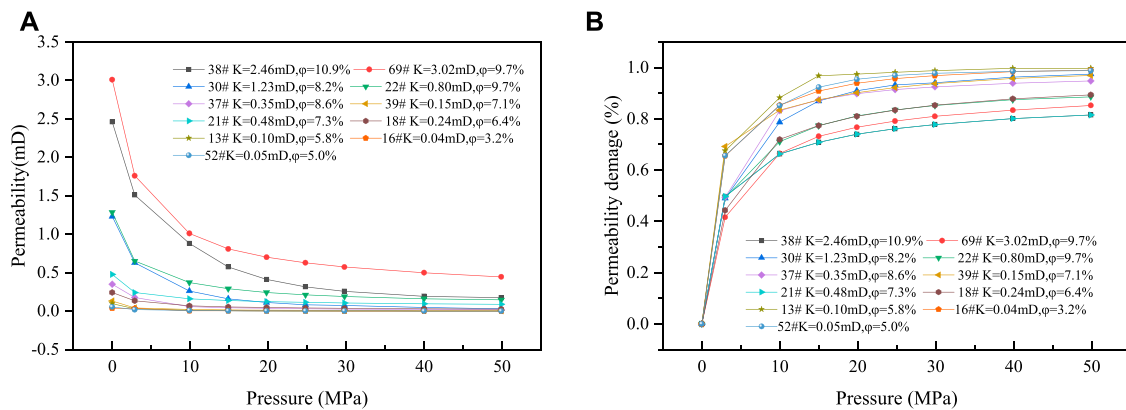 A
3.5
3.0
2.5
2.0
1.5
1.0
0.5
0.0
-0.5
Permeability(mD)
38# K=2.46mD,φ=10.9% 69# K=3.02mD,φ=9.7%
30# K=1.23mD,φ=8.2% 22# K=0.80mD,φ=9.7%
37# K=0.35mD,φ=8.6% 39# K=0.15mD,φ=7.1%
21# K=0.48mD,φ=7.3% 18# K=0.24mD,φ=6.4%
13# K=0.10mD,φ=5.8% 16#K=0.04mD,φ=3.2%
52#K=0.05mD,φ=5.0%
0 10 20 30 40 50
Pressure (MPa)
B
1.0
0.8
0.6
0.4
0.2
0.0
Permeability demage (%)
38# K=2.46mD,φ=10.9% 69# K=3.02mD,φ=9.7%
30# K=1.23mD,φ=8.2% 22# K=0.80mD,φ=9.7%
37# K=0.35mD,φ=8.6% 39# K=0.15mD,φ=7.1%
21# K=0.48mD,φ=7.3% 18# K=0.24mD,φ=6.4%
13# K=0.10mD,φ=5.8% 16#K=0.04mD,φ=3.2%
52#K=0.05mD,φ=5.0%
0 10 20 30 40 50
Pressure (MPa)